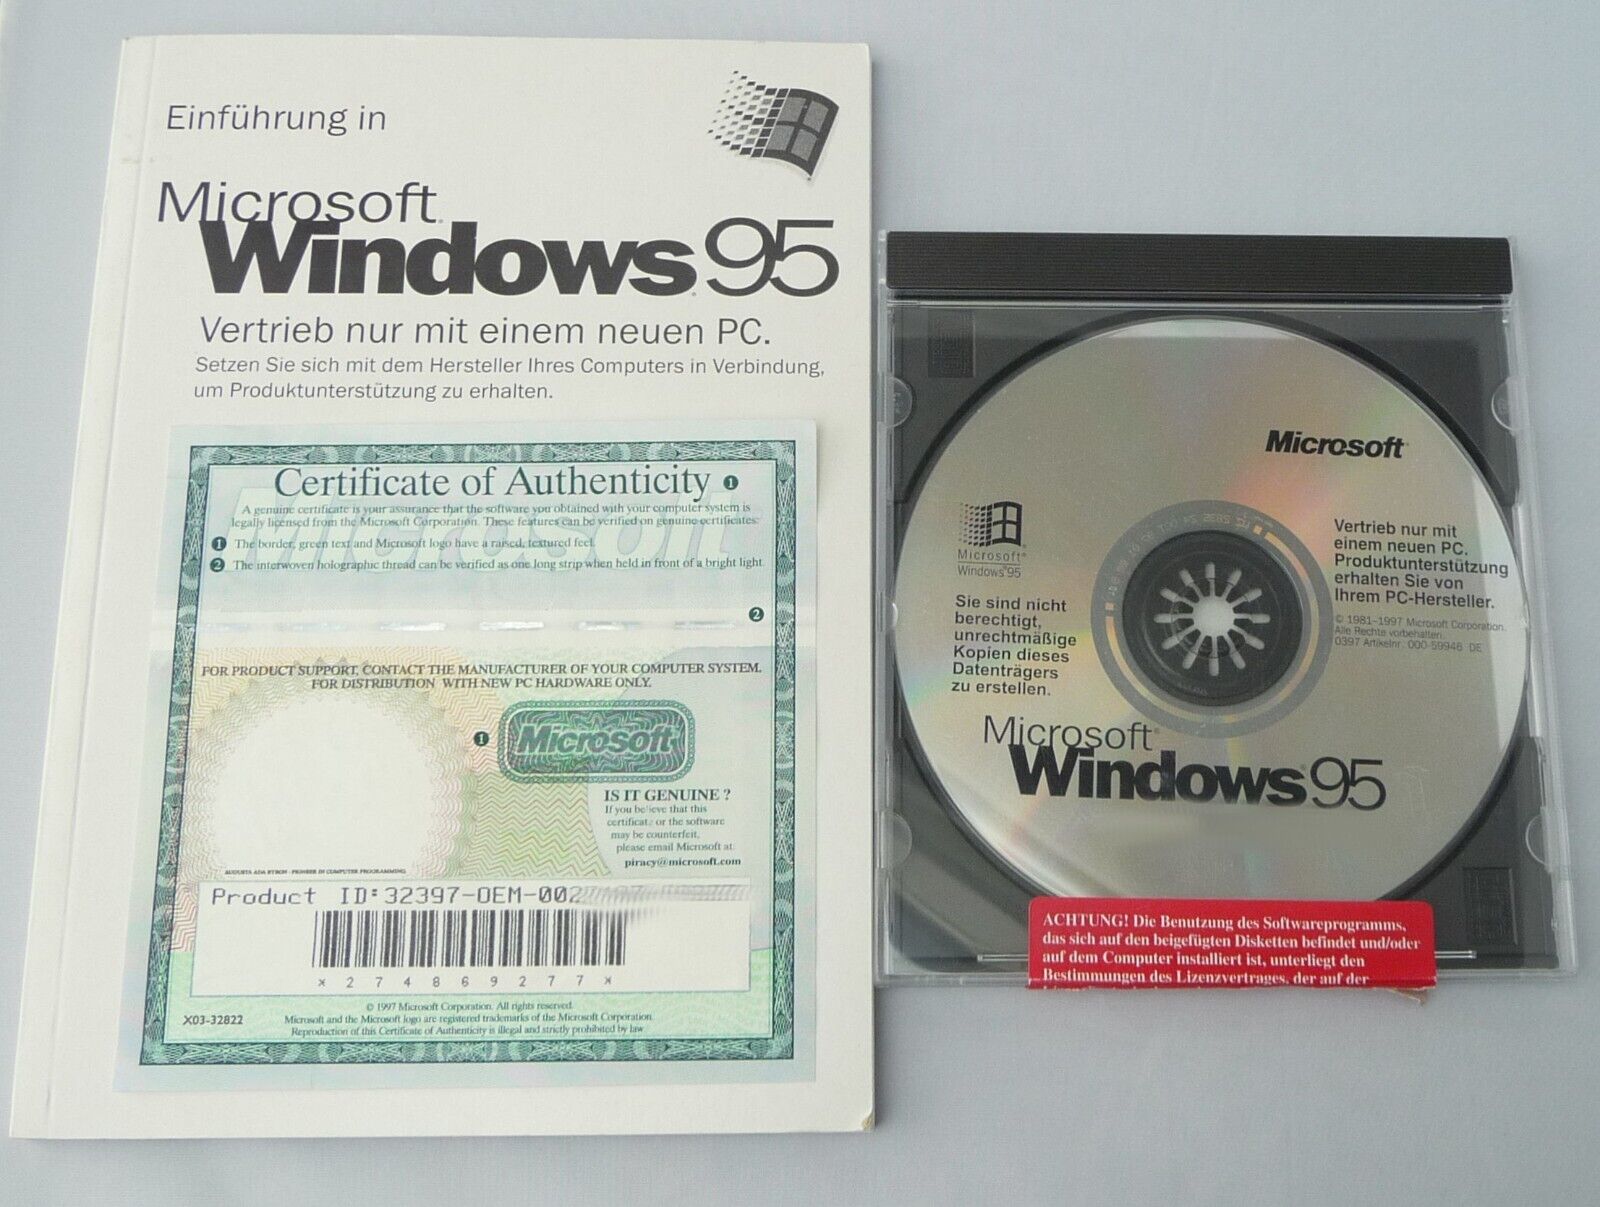 Einführung in
Microsoft
Windows 95
Vertrieb nur mit einem neuen PC.
Setzen Sie sich mit dem Hersteller Ihres Computers in Verbindung,
um Produktunterstützung zu erhalten.
Certificate of Authenticity 1
A genuine certificate is your assurance that the software you obtained with your computer system is
legally licensed from the Microsoft Corporation. These features can be verified on genuine certificates:
1 The border, green text and Microsoft logo have a raised, textured feel.
2 The interwoven holographic thread can be verified as one long strip when held in front of a bright light.
2
FOR PRODUCT SUPPORT, CONTACT THE MANUFACTURER OF YOUR COMPUTER SYSTEM.
FOR DISTRIBUTION WITH NEW PC HARDWARE ONLY.
1 Microsoft
IS IT GENUINE ?
If you believe that this
certificate or the software
may be counterfeit,
please email Microsoft at
piracy@microsoft.com
AUGUSTA ADA BYRON - PIONEER IN COMPUTER PROGRAMMING
Product ID:32397-OEM-002
*274869277*
© 1997 Microsoft Corporation. All rights reserved.
X03-32822
Microsoft and the Microsoft logo are registered trademarks of the Microsoft Corporation.
Reproduction of this Certificate of Authenticity is illegal and strictly prohibited by law
Microsoft
Microsoft
Windows 95
Vertrieb nur mit
einem neuen PC.
Produktunterstützung
erhalten Sie von
Ihrem PC-Hersteller.
© 1981-1997 Microsoft Corporation.
Alle Rechte vorbehalten.
0397 Artikelnr. 000-59946 DE
Sie sind nicht
berechtigt,
unrechtmäßige
Kopien dieses
Datenträgers
zu erstellen.
Microsoft
Windows 95
ACHTUNG! Die Benutzung des Softwareprogramms,
das sich auf den beigefügten Disketten befindet und/oder
auf dem Computer installiert ist, unterliegt den
Bestimmungen des Lizenzvertrages, der auf der